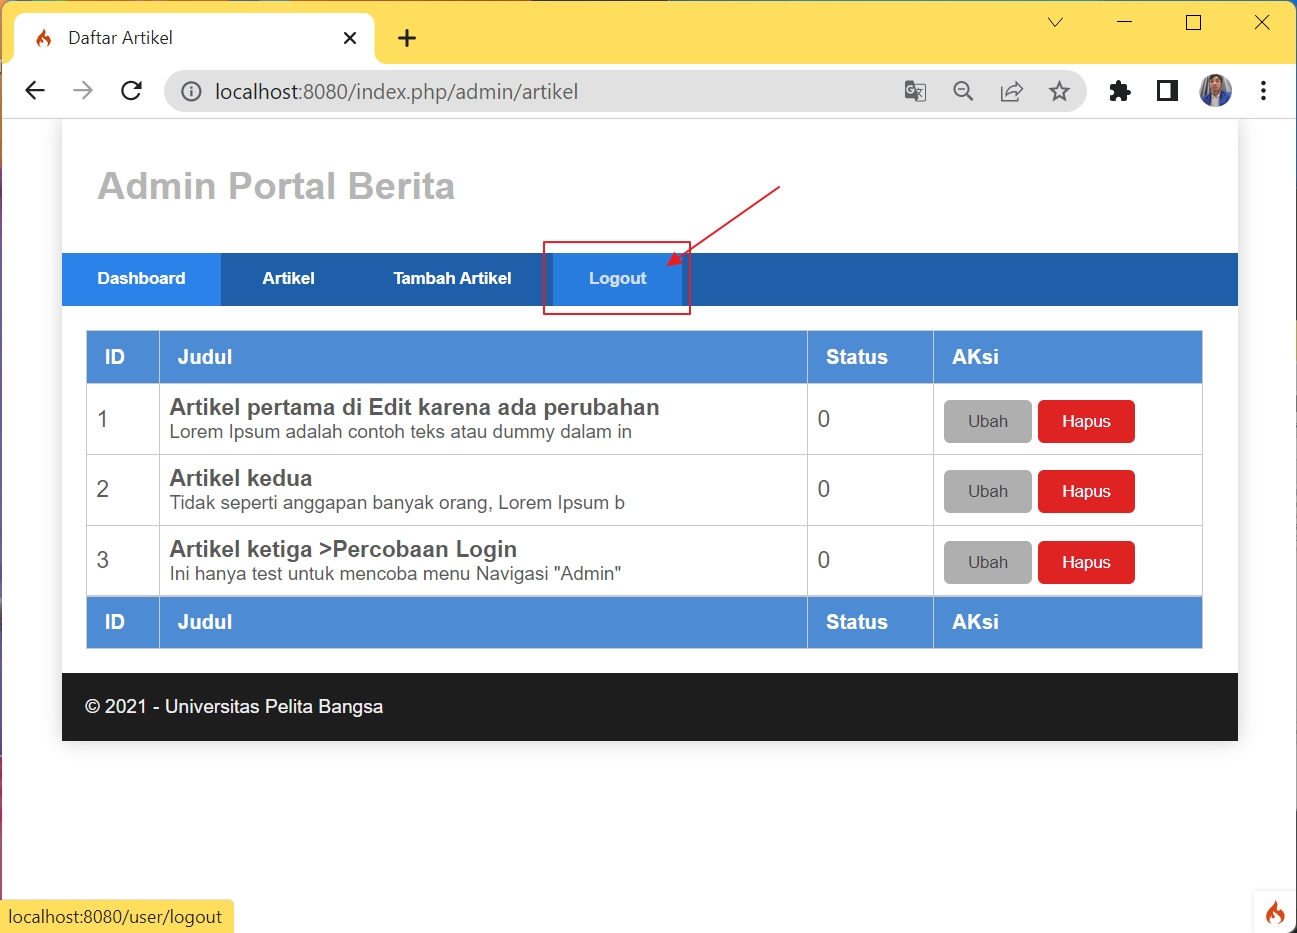 Daftar Artikel
localhost:8080/index.php/admin/artikel
Admin Portal Berita
Dashboard Artikel Tambah Artikel Logout
ID Judul Status AKsi
1 Artikel pertama di Edit karena ada perubahan 0 Ubah Hapus
Lorem Ipsum adalah contoh teks atau dummy dalam in
2 Artikel kedua 0 Ubah Hapus
Tidak seperti anggapan banyak orang, Lorem Ipsum b
3 Artikel ketiga >Percobaan Login 0 Ubah Hapus
Ini hanya test untuk mencoba menu Navigasi "Admin"
ID Judul Status AKsi
© 2021 - Universitas Pelita Bangsa
localhost:8080/user/logout